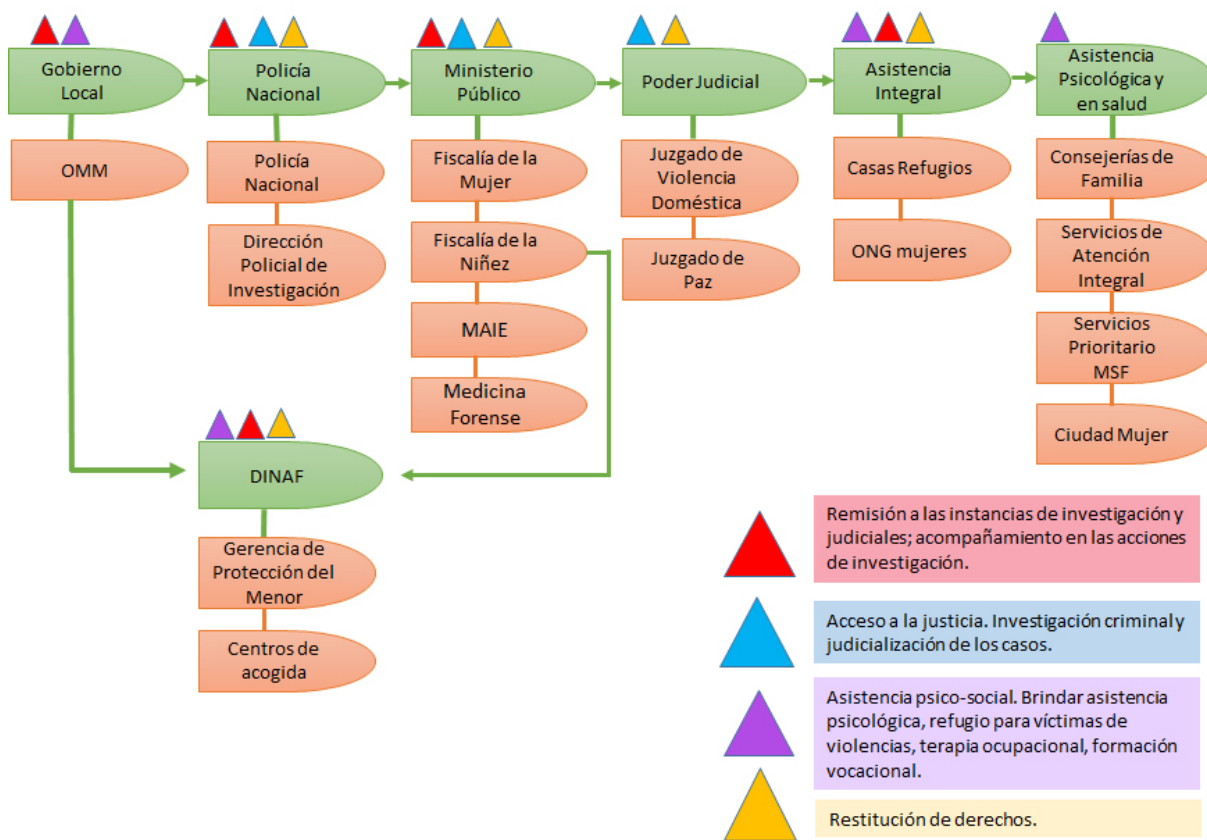 Gobierno
Local
Policía
Nacional
Ministerio
Público
Poder Judicial
Asistencia
Integral
Asistencia
Psicológica y
en salud
OMM
Policía
Nacional
Dirección
Policial de
Investigación
Fiscalía de la
Mujer
Fiscalía de la
Niñez
MAIE
Medicina
Forense
Juzgado de
Violencia
Doméstica
Juzgado de
Paz
Casas Refugios
ONG mujeres
Consejerías de
Familia
Servicios de
Atención
Integral
Servicios
Prioritario
MSF
Ciudad Mujer
DINAF
Gerencia de
Protección del
Menor
Centros de
acogida
Remisión a las instancias de investigación y
judiciales; acompañamiento en las acciones
de investigación.
Acceso a la justicia. Investigación criminal y
judicialización de los casos.
Asistencia psico-social. Brindar asistencia
psicológica, refugio para víctimas de
violencias, terapia ocupacional, formación
vocacional.
Restitución de derechos.